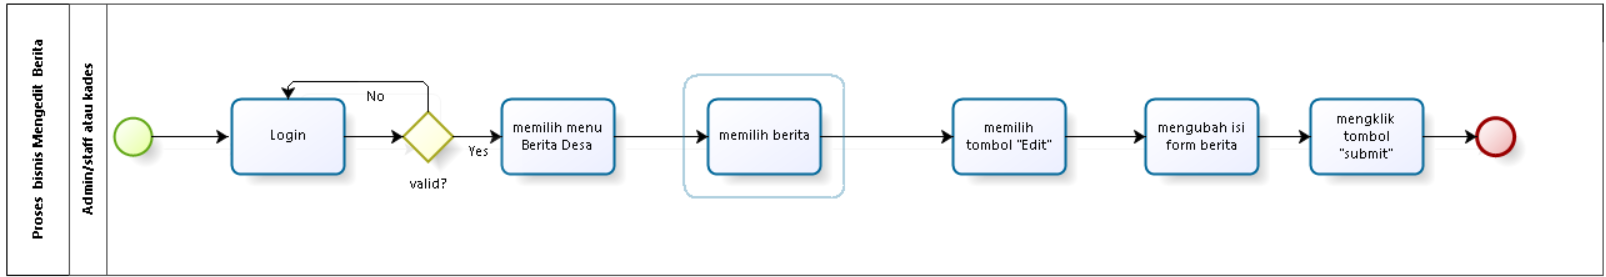 Proses bisnis Mengedit Berita
Admin/staff atau kades
Login
No
valid?
Yes
memilih menu
Berita Desa
memilih berita
memilih
tombol "Edit"
mengubah isi
form berita
mengklik
tombol
"submit"